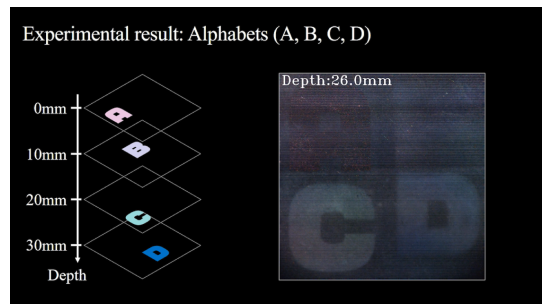 Experimental result: Alphabets (A, B, C, D)
Depth:26.0mm
0mm
A
10mm
B
20mm
C
30mm
D
Depth
A
C D